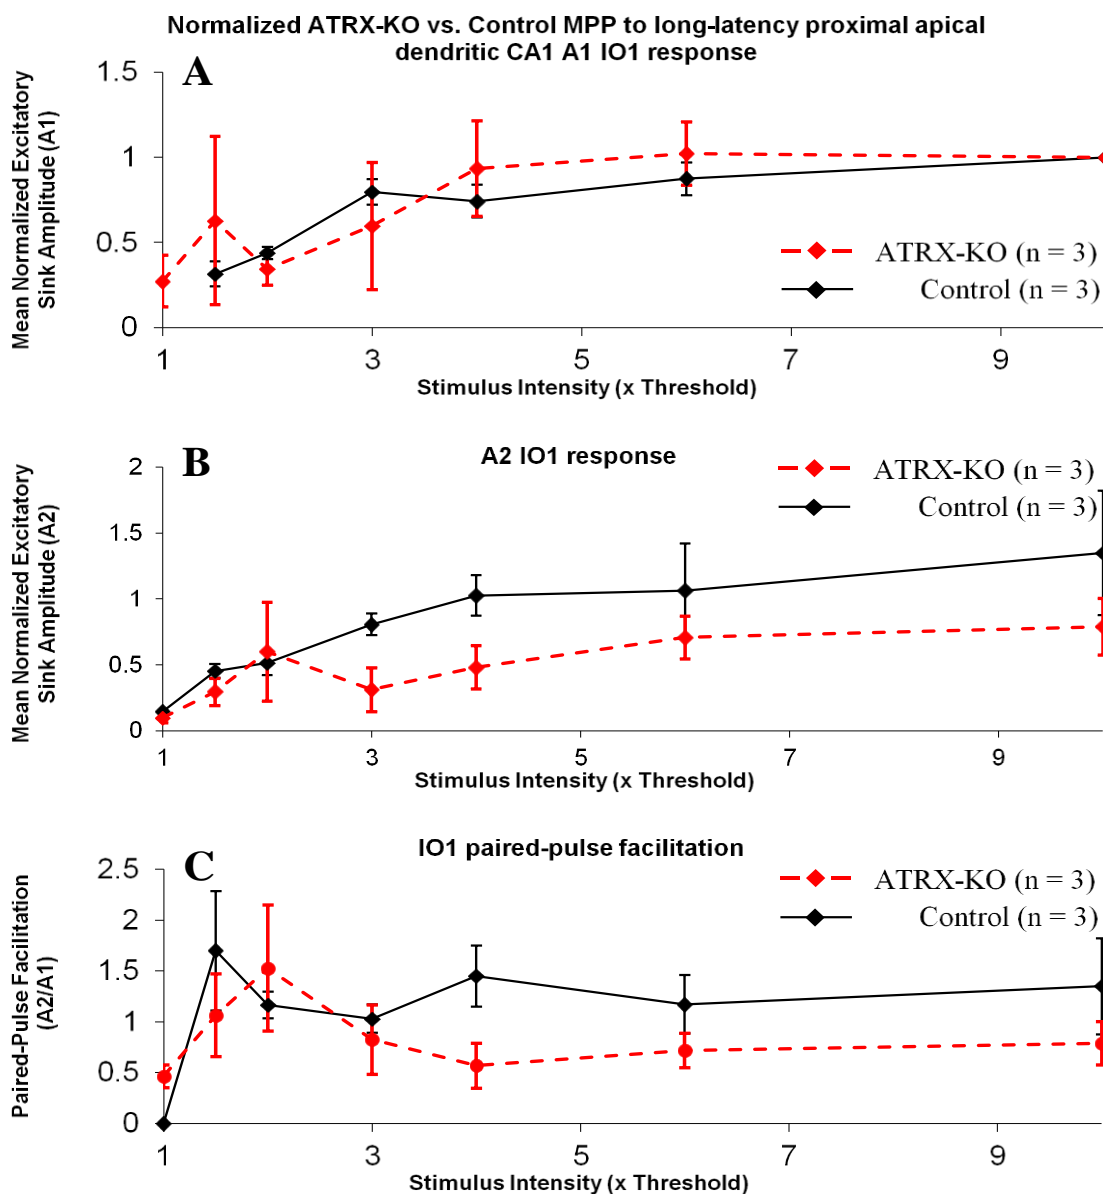 Normalized ATRX-KO vs. Control MPP to long-latency proximal apical
dendritic CA1 A1 IO1 response
A
Mean Normalized Excitatory
Sink Amplitude (A1)
1.5
1
0.5
0
ATRX-KO (n = 3)
Control (n = 3)
1 3 5 7 9
Stimulus Intensity (x Threshold)
B
A2 IO1 response
Mean Normalized Excitatory
Sink Amplitude (A2)
2
1.5
1
0.5
0
ATRX-KO (n = 3)
Control (n = 3)
1 3 5 7 9
Stimulus Intensity (x Threshold)
C
IO1 paired-pulse facilitation
Paired-Pulse Facilitation
(A2/A1)
2.5
2
1.5
1
0.5
0
ATRX-KO (n = 3)
Control (n = 3)
1 3 5 7 9
Stimulus Intensity (x Threshold)